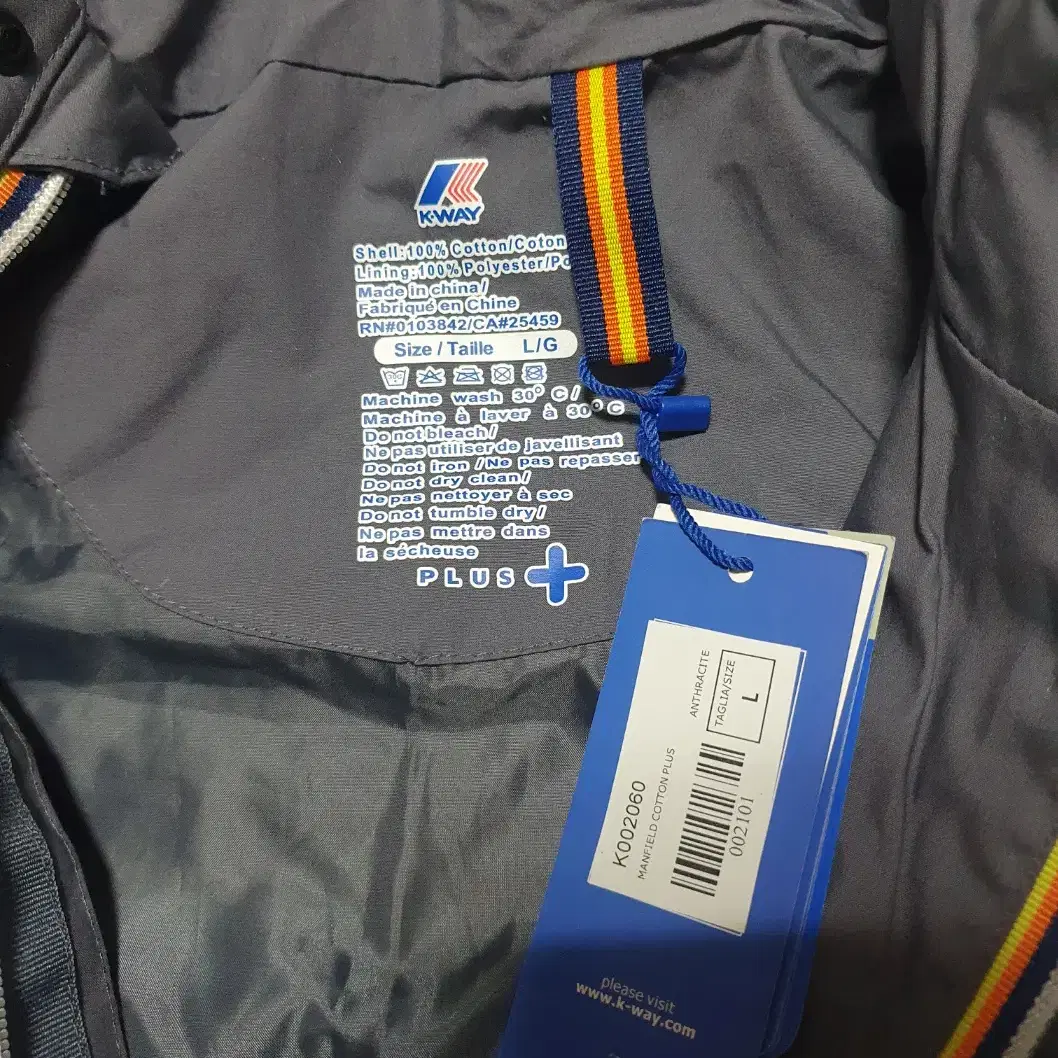 K-WAY
Shell:100% Cotton/Coton
Lining:100% Polyester/Po
Made in china/
Fabriqué en Chine
RN#0103842/CA#25459
Size / Taille L/G
Machine wash 30° C/
Machine à laver à 30° C
Do not bleach/
Ne pas utiliser de javellisant
Do not iron /Ne pas repasser
Do not dry clean/
Ne pas nettoyer à sec
Do not tumble dry/
Ne pas mettre dans
la sécheuse
PLUS
K002060
MANFIELD COTTON PLUS
ANTHRACITE
TAGLIA/SIZE
L
002101
please visit
www.k-way.com